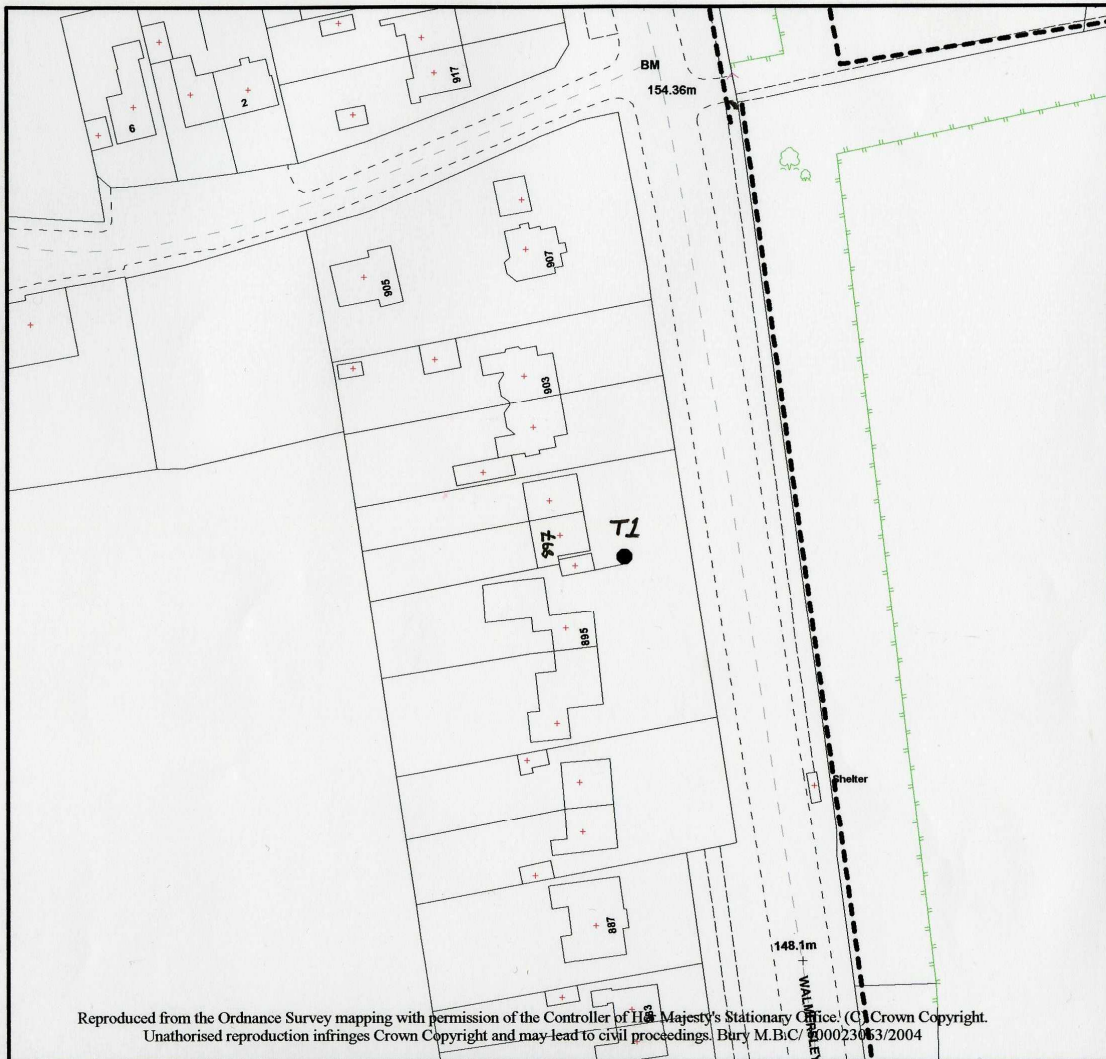 BM
154.36m
917
2
6
907
905
903
897
T1
895
Shelter
887
148.1m
Reproduced from the Ordnance Survey mapping with permission of the Controller of Her Majesty's Stationary Office. (C) Crown Copyright.
Unathorised reproduction infringes Crown Copyright and may lead to civil proceedings. Bury M.B.C/ 100023063/2004